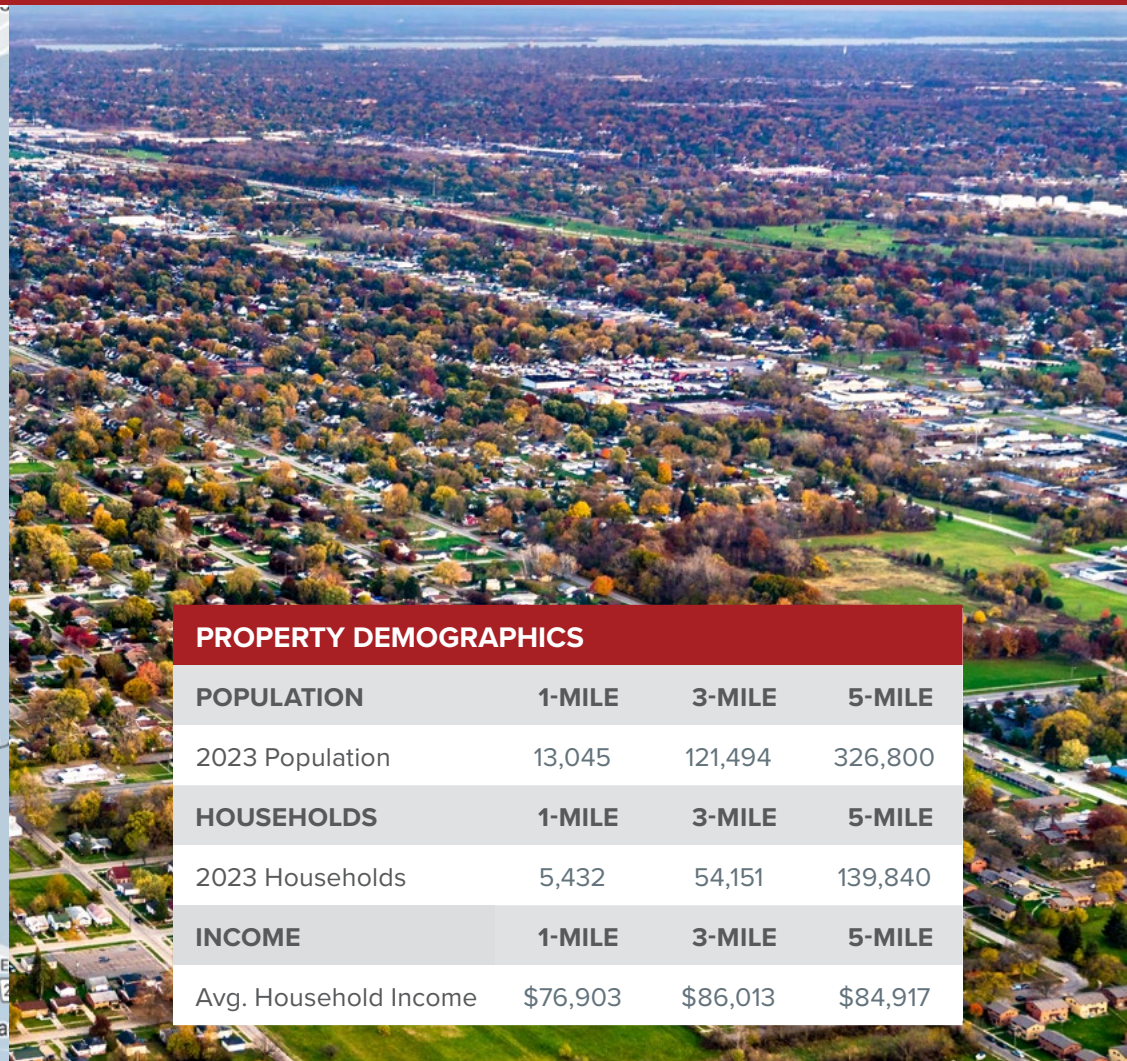 PROPERTY DEMOGRAPHICS
POPULATION 1-MILE 3-MILE 5-MILE
2023 Population 13,045 121,494 326,800
HOUSEHOLDS 1-MILE 3-MILE 5-MILE
2023 Households 5,432 54,151 139,840
INCOME 1-MILE 3-MILE 5-MILE
Avg. Household Income $76,903 $86,013 $84,917